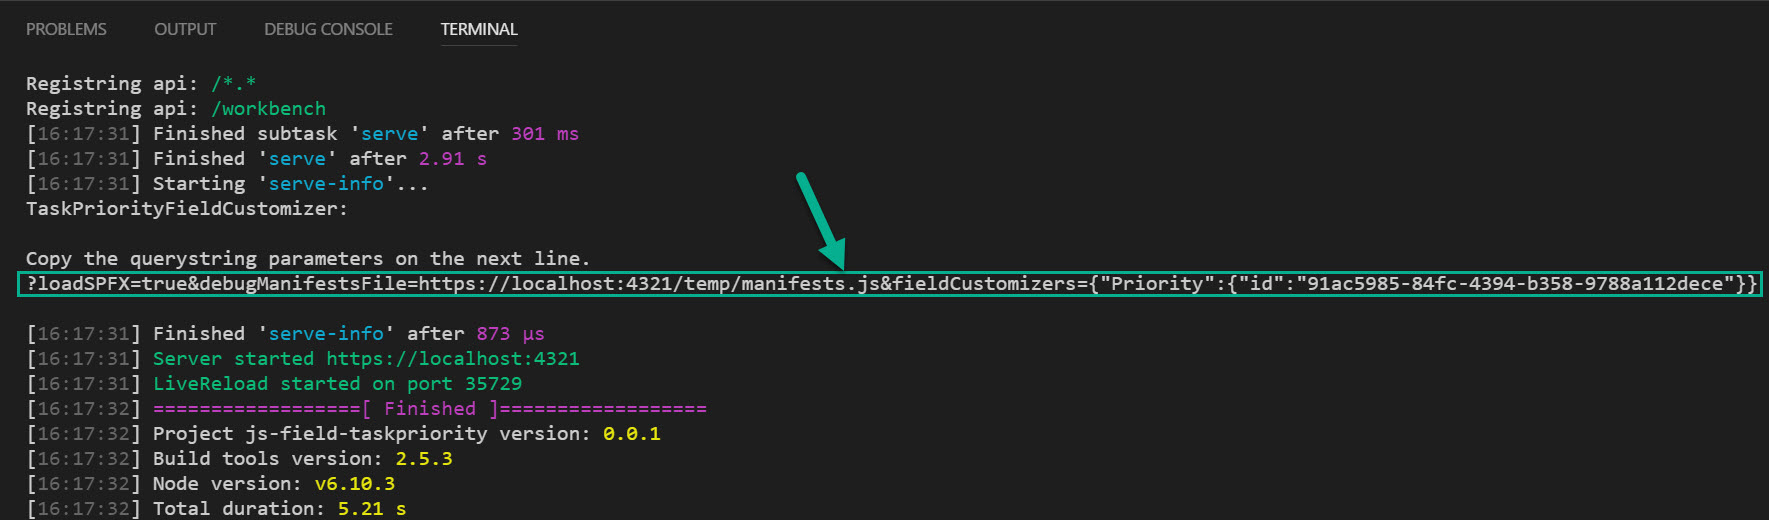 PROBLEMS OUTPUT DEBUG CONSOLE TERMINAL
Registring api: /*.*
Registring api: /workbench
[16:17:31] Finished subtask 'serve' after 301 ms
[16:17:31] Finished 'serve' after 2.91 s
[16:17:31] Starting 'serve-info'...
TaskPriorityFieldCustomizer:
Copy the querystring parameters on the next line.
?loadSPFX=true&debugManifestsFile=https://localhost:4321/temp/manifests.js&fieldCustomizers={"Priority":{"id":"91ac5985-84fc-4394-b358-9788a112dece"}}
[16:17:31] Finished 'serve-info' after 873 μs
[16:17:31] Server started https://localhost:4321
[16:17:31] LiveReload started on port 35729
[16:17:32] ==================[ Finished ]==================
[16:17:32] Project js-field-taskpriority version: 0.0.1
[16:17:32] Build tools version: 2.5.3
[16:17:32] Node version: v6.10.3
[16:17:32] Total duration: 5.21 s